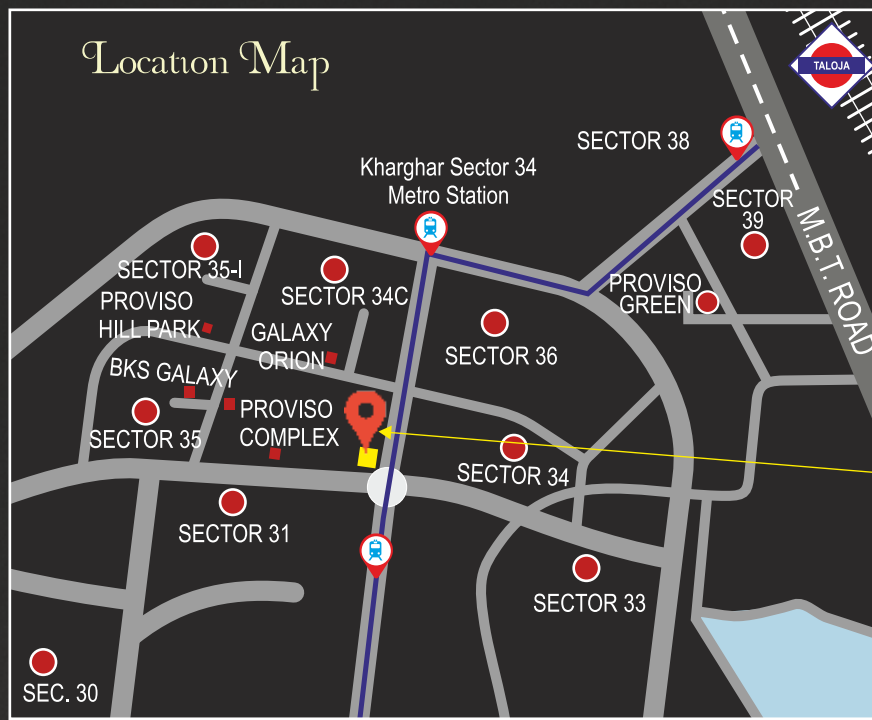 Location Map
TALOJA
SECTOR 38
Kharghar Sector 34
Metro Station
SECTOR
39
M.B.T. ROAD
SECTOR 35-I
SECTOR 34C
PROVISO
GREEN
PROVISO
HILL PARK
GALAXY
ORION
SECTOR 36
BKS GALAXY
PROVISO
COMPLEX
SECTOR 35
SECTOR 34
SECTOR 31
SECTOR 33
SEC. 30